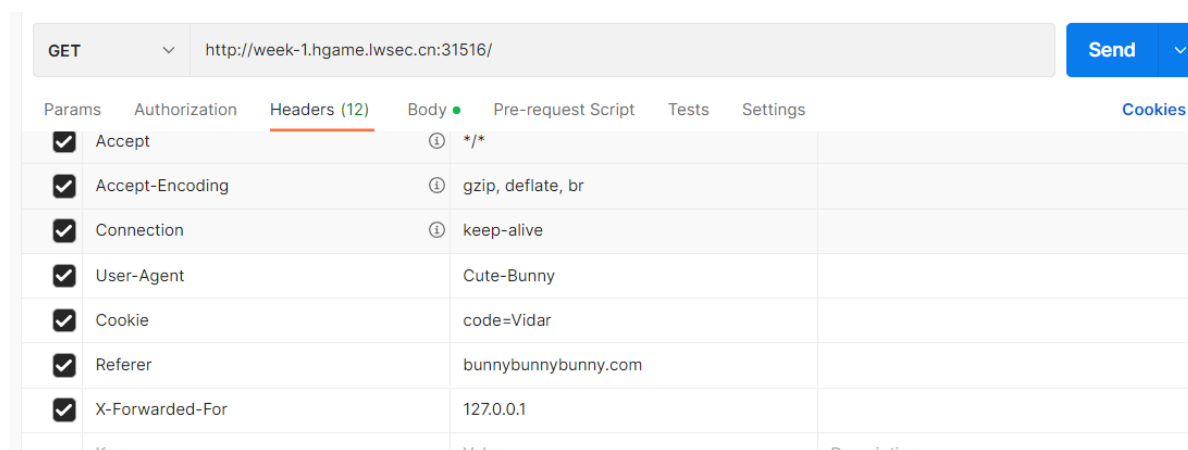 GET http://week-1.hgame.lwsec.cn:31516/ Send
Params Authorization Headers (12) Body Pre-request Script Tests Settings Cookies
Accept */*
Accept-Encoding gzip, deflate, br
Connection keep-alive
User-Agent Cute-Bunny
Cookie code=Vidar
Referer bunnybunnybunny.com
X-Forwarded-For 127.0.0.1